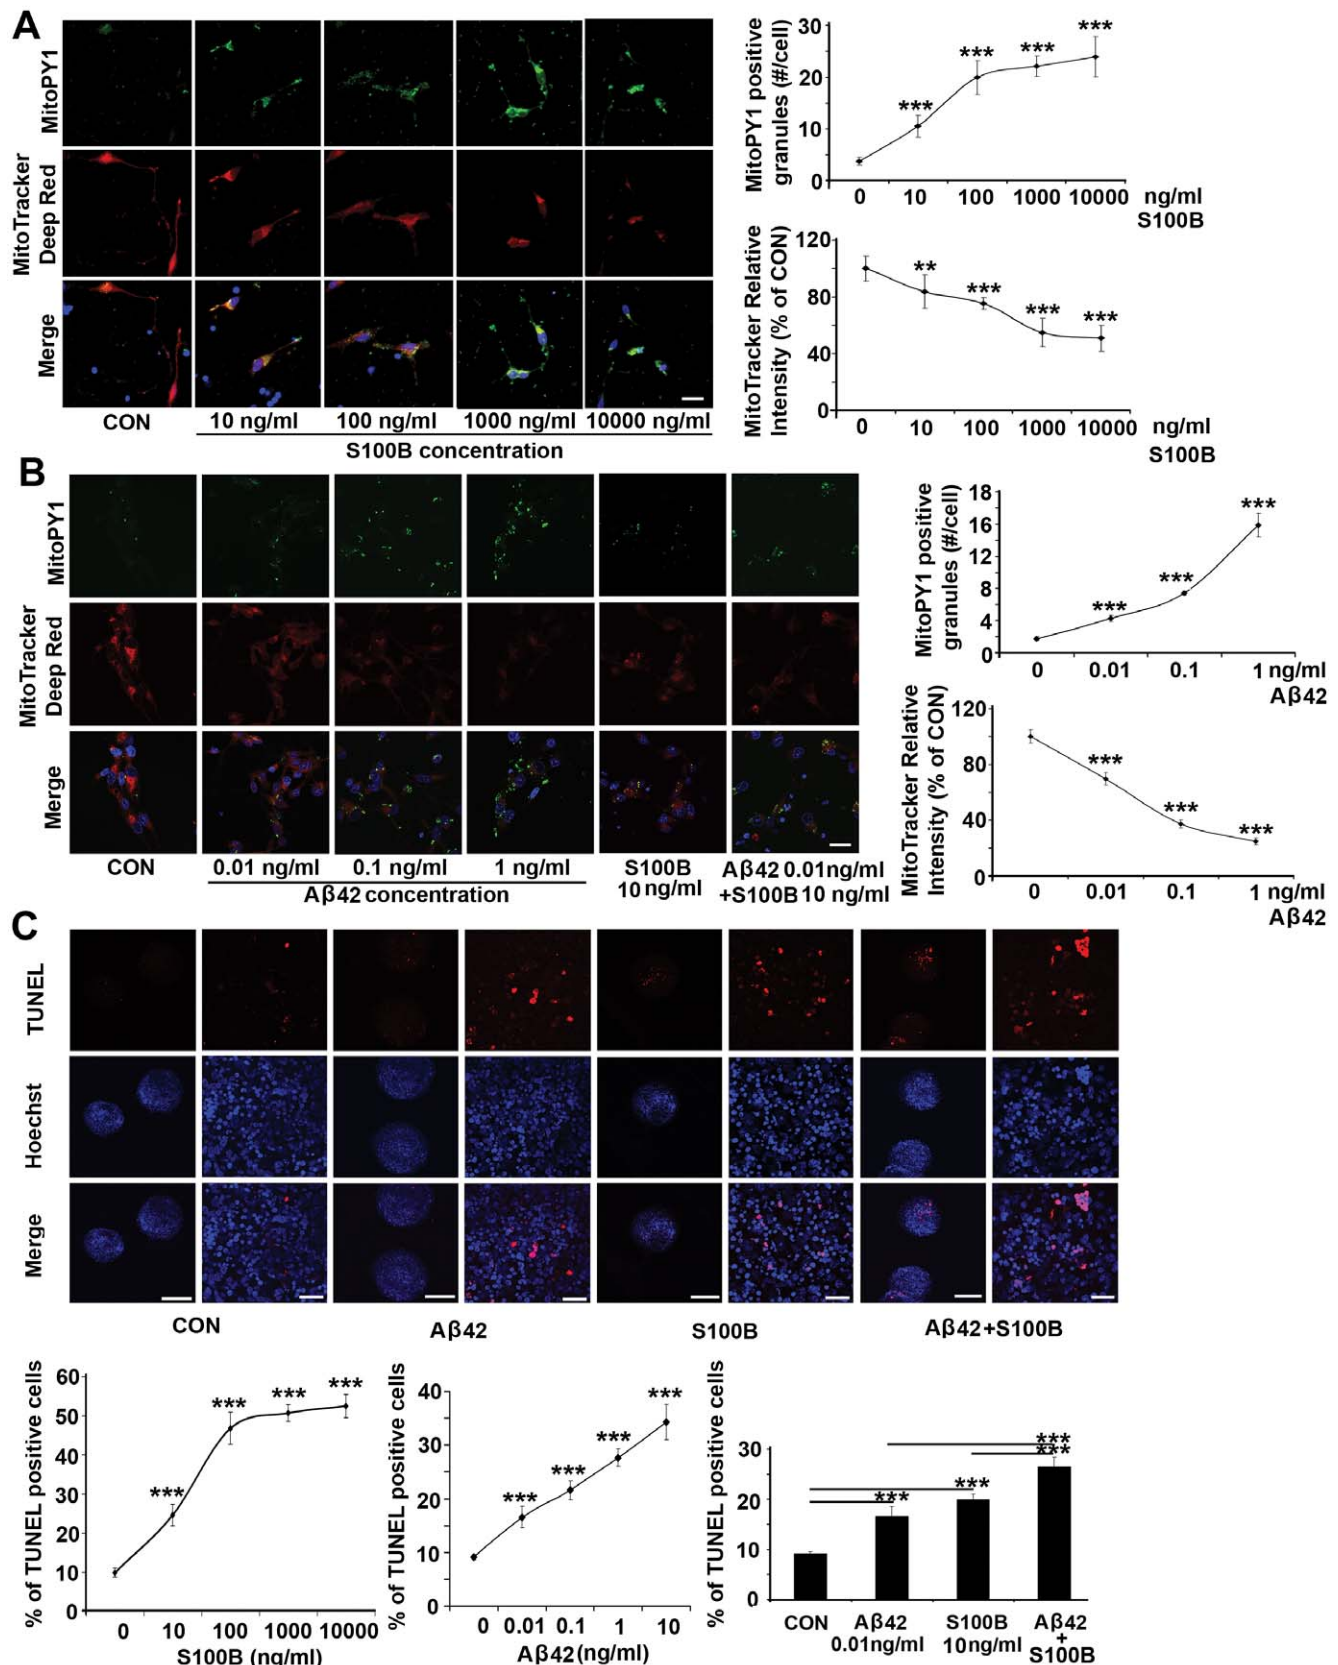 A
MitoPY1
MitoTracker
Deep Red
Merge
CON
10 ng/ml
100 ng/ml
1000 ng/ml
10000 ng/ml
S100B concentration
MitoPY1 positive
granules (#/cell)
30
20
10
0
***
***
***
***
0 10 100 1000 10000 ng/ml
S100B
MitoTracker Relative
Intensity (% of CON)
120
80
40
0
**
***
***
***
0 10 100 1000 10000 ng/ml
S100B
B
MitoPY1
MitoTracker
Deep Red
Merge
CON
0.01 ng/ml
0.1 ng/ml
1 ng/ml
Aβ42 concentration
S100B
10 ng/ml
Aβ42 0.01ng/ml
+S100B 10 ng/ml
MitoPY1 positive
granules (#/cell)
18
16
12
8
4
0
***
***
***
0 0.01 0.1 1 ng/ml
Aβ42
MitoTracker Relative
Intensity (% of CON)
120
80
40
0
***
***
***
0 0.01 0.1 1 ng/ml
Aβ42
C
TUNEL
Hoechst
Merge
CON
Aβ42
S100B
Aβ42+S100B
% of TUNEL positive cells
60
50
40
30
20
10
0
***
***
***
***
0 10 100 1000 10000
S100B (ng/ml)
% of TUNEL positive cells
40
30
20
10
0
***
***
***
***
0 0.01 0.1 1 10
Aβ42 (ng/ml)
% of TUNEL positive cells
30
20
10
0
***
***
***
***
CON
Aβ42
0.01ng/ml
S100B
10ng/ml
Aβ42
+
S100B